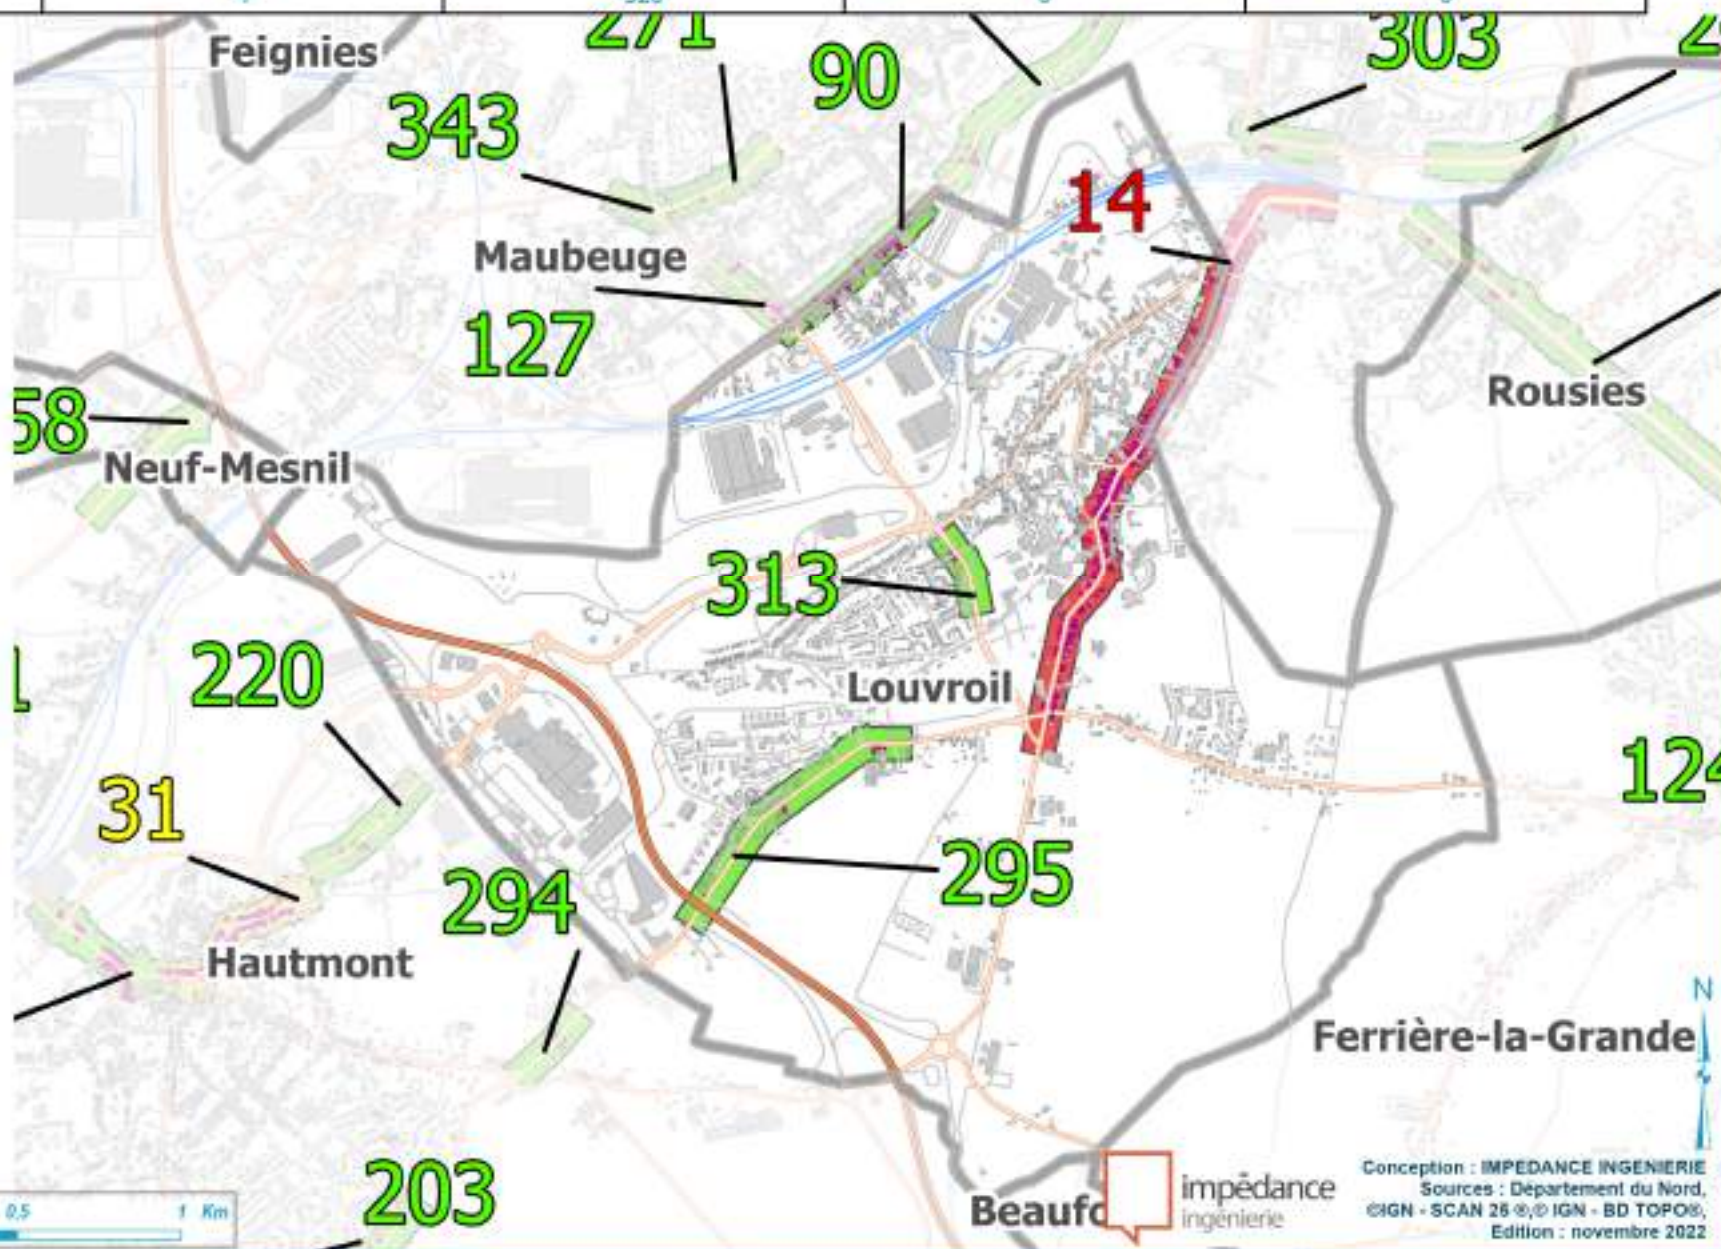 Feignies
271
90
303
343
14
Maubeuge
127
Rousies
58
Neuf-Mesnil
313
220
Louvroil
124
31
295
294
Hautmont
Ferrière-la-Grande
N
203
Beaufo
impédance
ingénierie
Conception : IMPEDANCE INGENIERIE
Sources : Département du Nord,
©IGN - SCAN 25 ®,© IGN - BD TOPO®,
Edition : novembre 2022
0,5 1 Km